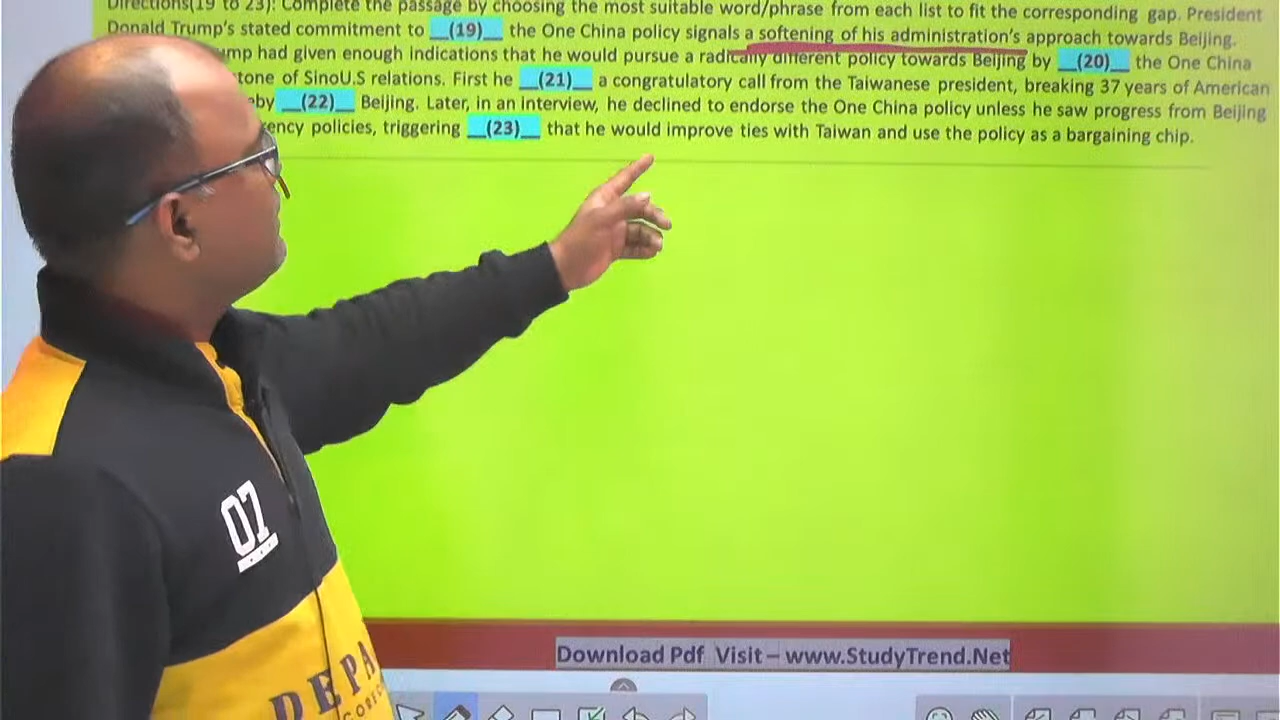 Directions(19 to 23): Complete the passage by choosing the most suitable word/phrase from each list to fit the corresponding gap. President
Donald Trump's stated commitment to __(19)__ the One China policy signals a softening of his administration's approach towards Beijing.
ump had given enough indications that he would pursue a radically different policy towards Beijing by __(20)__ the One China
tone of SinoU.S relations. First he __(21)__ a congratulatory call from the Taiwanese president, breaking 37 years of American
eby __(22)__ Beijing. Later, in an interview, he declined to endorse the One China policy unless he saw progress from Beijing
ency policies, triggering __(23)__ that he would improve ties with Taiwan and use the policy as a bargaining chip.
07
DEPA
Download Pdf Visit – www.StudyTrend.Net